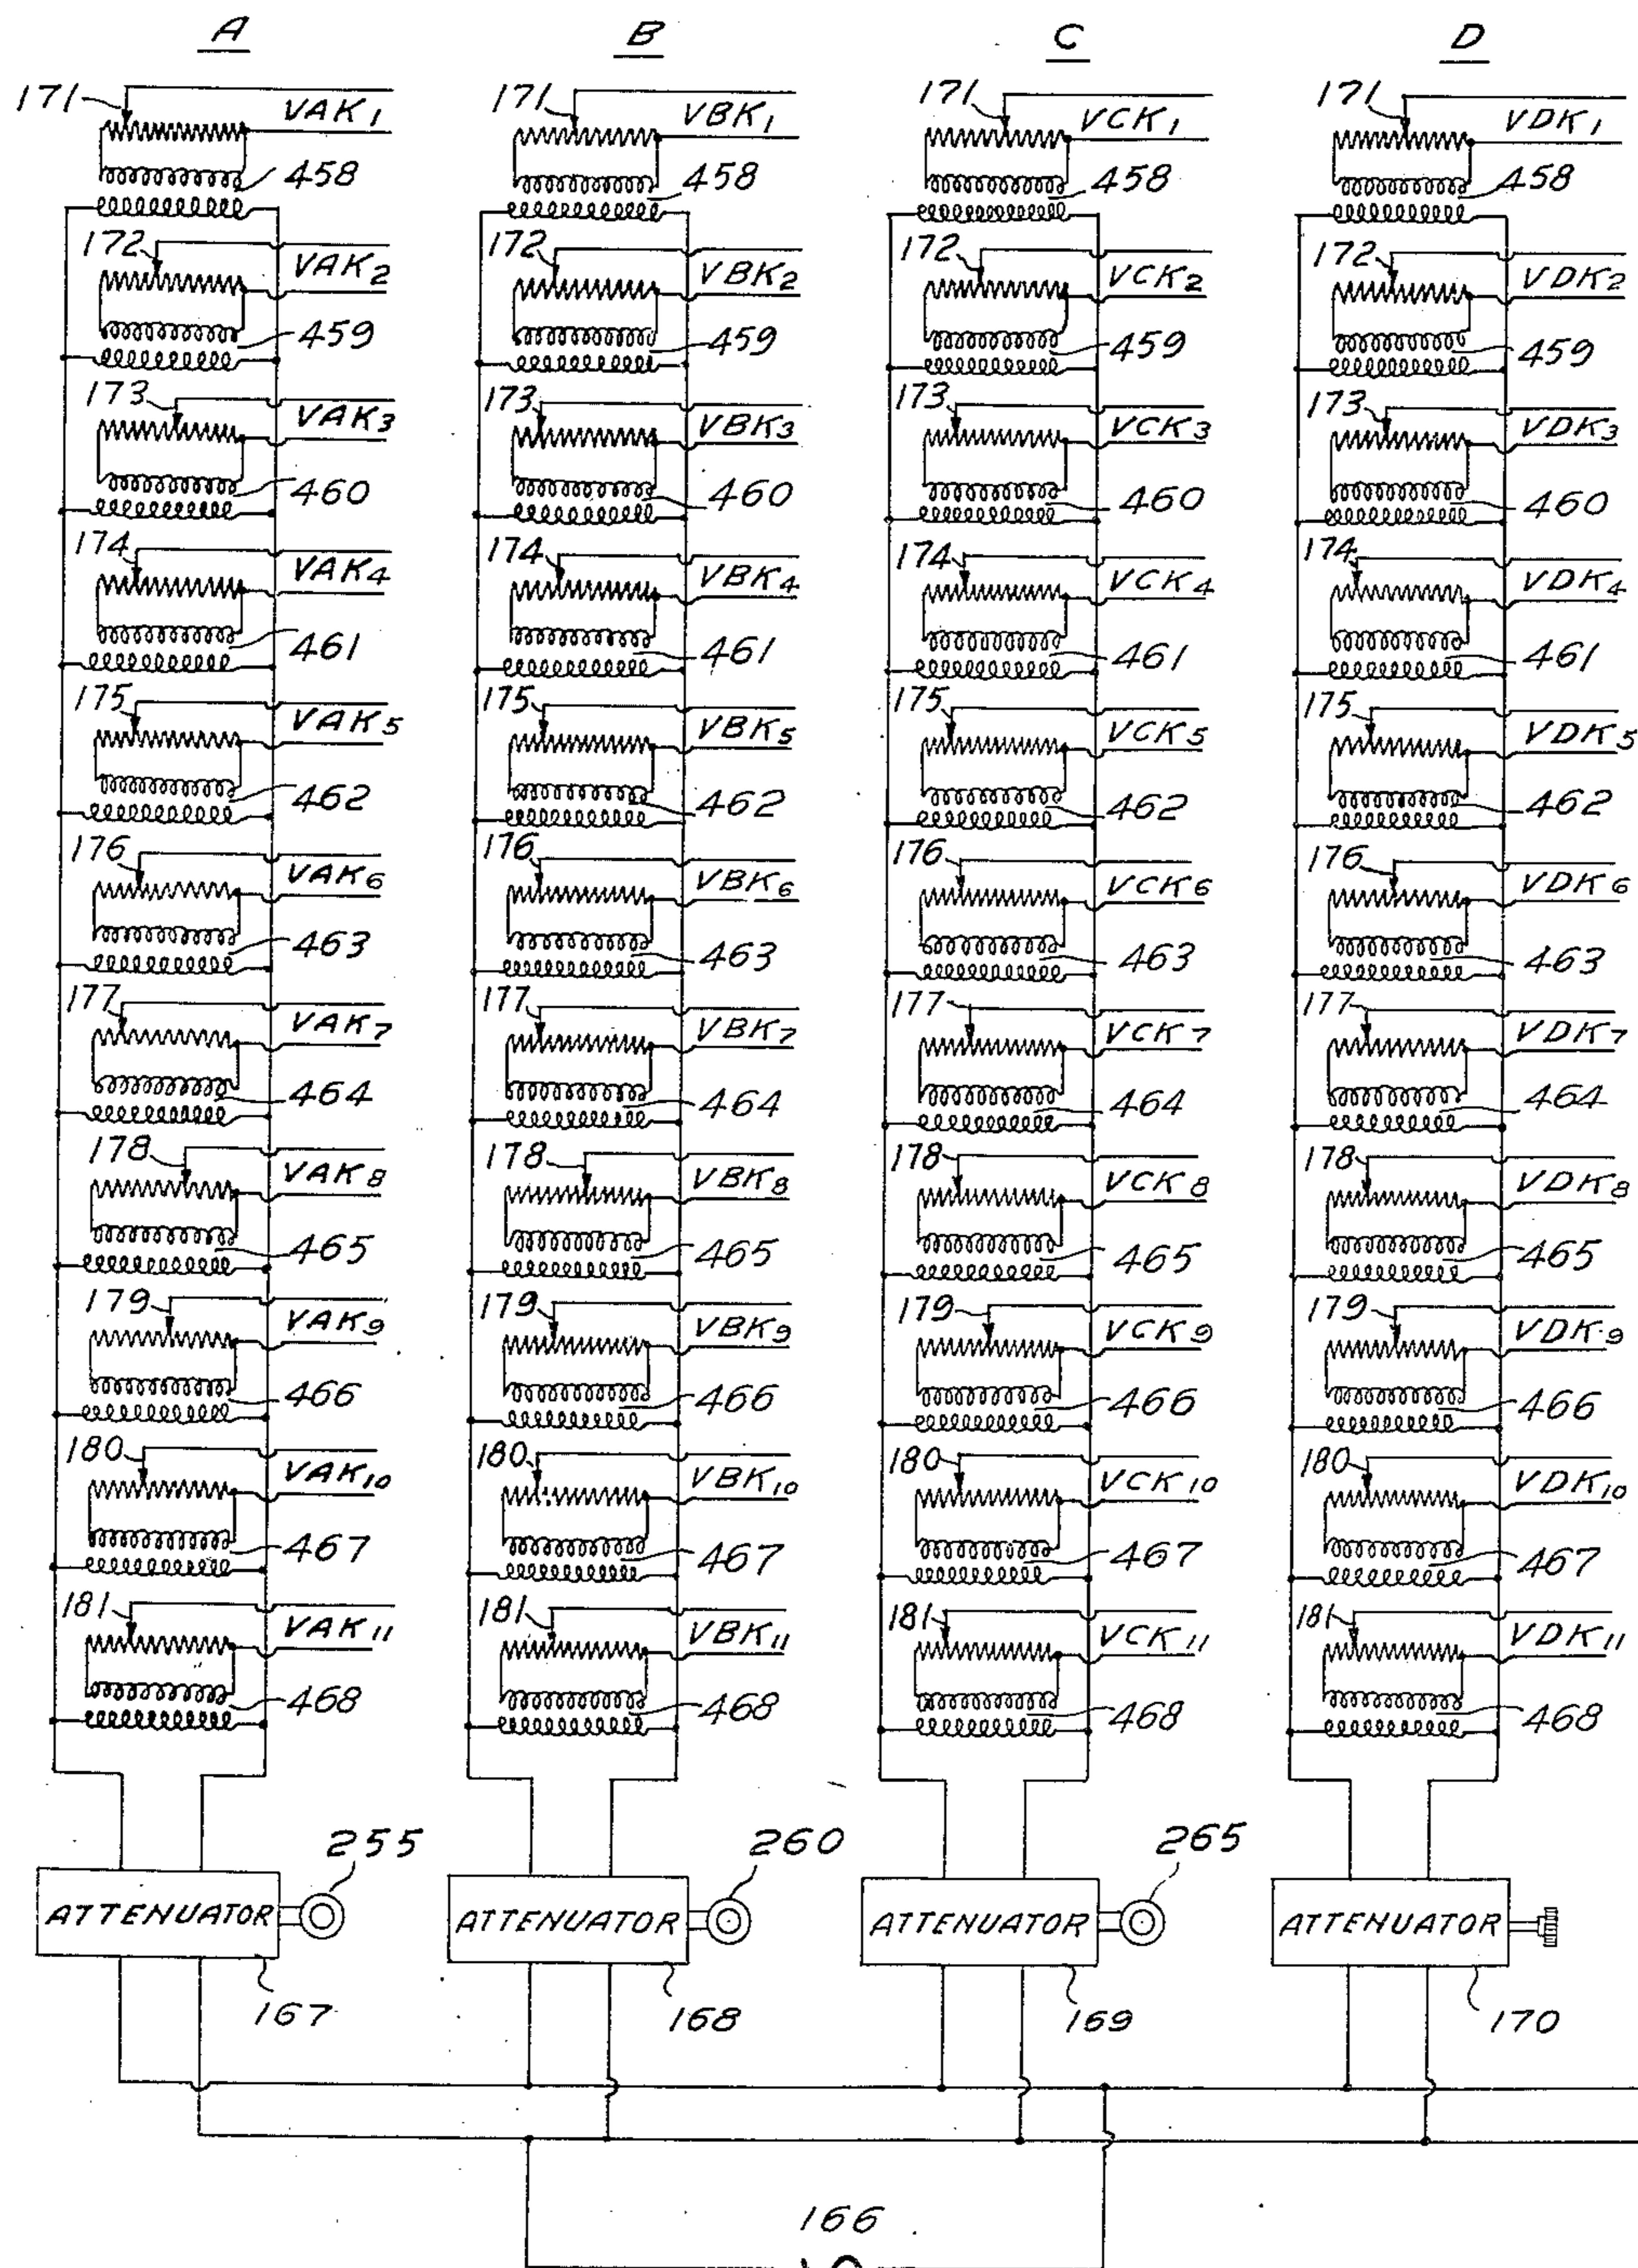 A B C D
171 VAK1 171 VBK1 171 VCK1 171 VDK1
458 458 458 458
172 VAK2 172 VBK2 172 VCK2 172 VDK2
459 459 459 459
173 VAK3 173 VBK3 173 VCK3 173 VDK3
460 460 460 460
174 VAK4 174 VBK4 174 VCK4 174 VDK4
461 461 461 461
175 VAK5 175 VBK5 175 VCK5 175 VDK5
462 462 462 462
176 VAK6 176 VBK6 176 VCK6 176 VDK6
463 463 463 463
177 VAK7 177 VBK7 177 VCK7 177 VDK7
464 464 464 464
178 VAK8 178 VBK8 178 VCK8 178 VDK8
465 465 465 465
179 VAK9 179 VBK9 179 VCK9 179 VDK9
466 466 466 466
180 VAK10 180 VBK10 180 VCK10 180 VDK10
467 467 467 467
181 VAK11 181 VBK11 181 VCK11 181 VDK11
468 468 468 468
255 260 265
ATTENUATOR ATTENUATOR ATTENUATOR ATTENUATOR
167 168 169 170
166